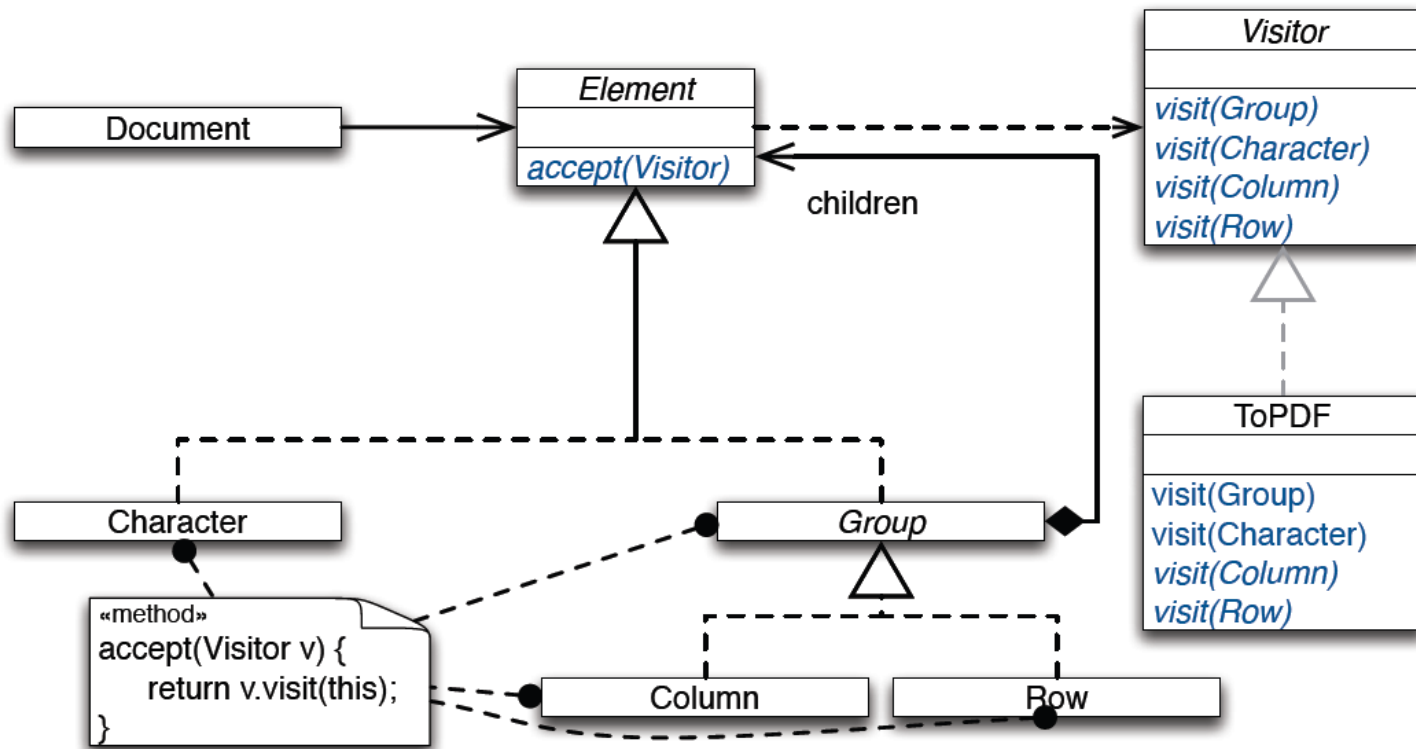 Visitor
Element
visit(Group)
Document
visit(Character)
accept(Visitor)
visit(Column)
children
visit(Row)
ToPDF
visit(Group)
Character
Group
visit(Character)
visit(Column)
«method»
visit(Row)
accept(Visitor v) {
return v.visit(this);
Column
Row
}